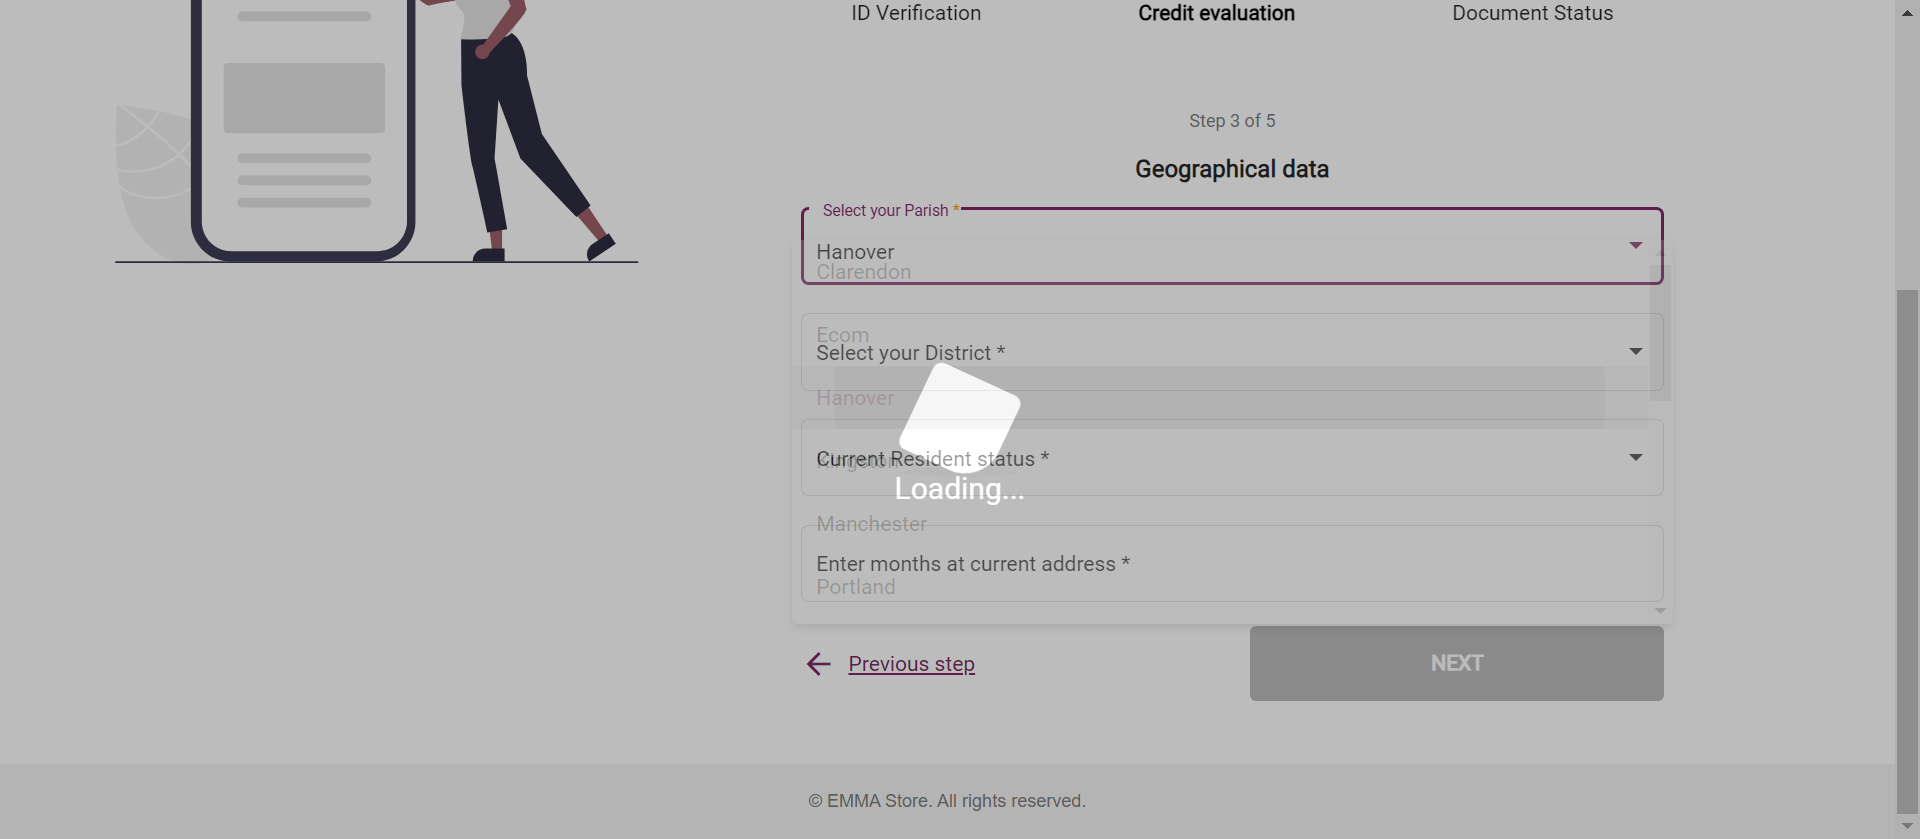 ID Verification
Credit evaluation
Document Status
Step 3 of 5
Geographical data
Select your Parish *
Hanover
Clarendon
Ecom
Select your District *
Hanover
Current Resident status *
Kingston
Loading...
Manchester
Enter months at current address *
Portland
Previous step
NEXT
© EMMA Store. All rights reserved.